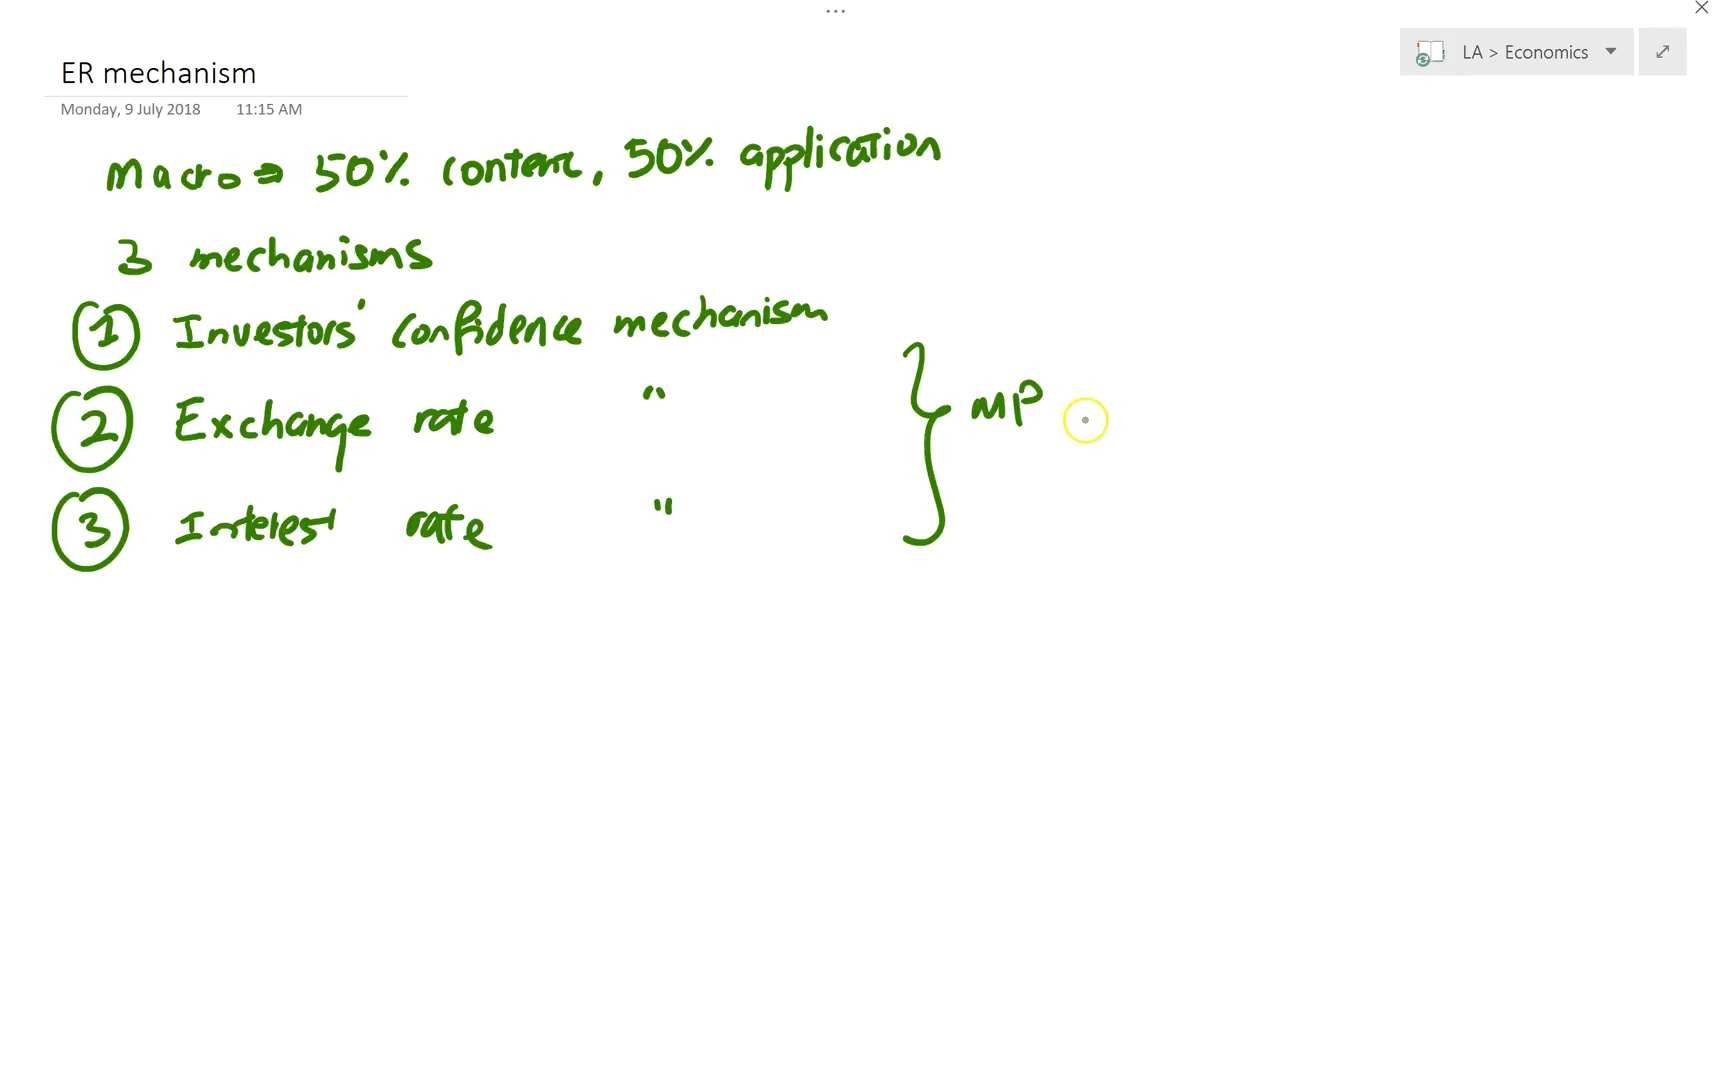 ...
LA > Economics
ER mechanism
Monday, 9 July 2018 11:15 AM
Macro ⇒ 50% content, 50% application
3 mechanisms
① Investors' confidence mechanism
② Exchange rate "
} MP
③ Interest rate "